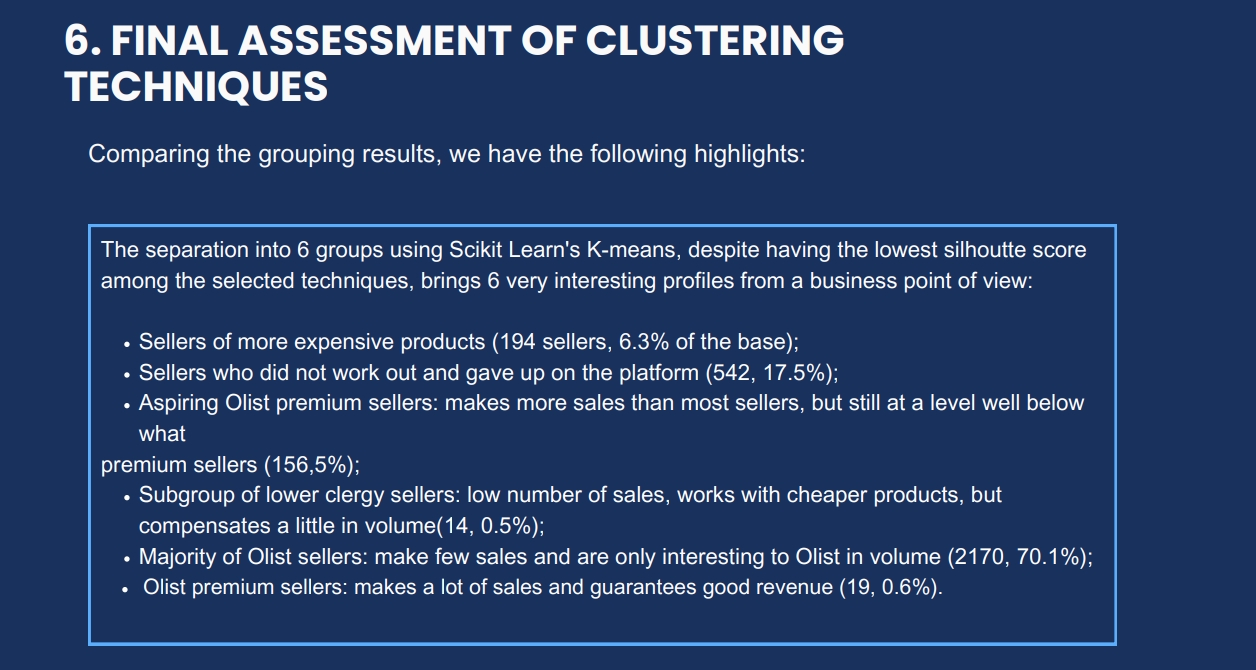 6. FINAL ASSESSMENT OF CLUSTERING
TECHNIQUES
Comparing the grouping results, we have the following highlights:
The separation into 6 groups using Scikit Learn's K-means, despite having the lowest silhoutte score
among the selected techniques, brings 6 very interesting profiles from a business point of view:
• Sellers of more expensive products (194 sellers, 6.3% of the base);
• Sellers who did not work out and gave up on the platform (542, 17.5%);
• Aspiring Olist premium sellers: makes more sales than most sellers, but still at a level well below
what
premium sellers (156,5%);
• Subgroup of lower clergy sellers: low number of sales, works with cheaper products, but
compensates a little in volume(14, 0.5%);
• Majority of Olist sellers: make few sales and are only interesting to Olist in volume (2170, 70.1%);
• Olist premium sellers: makes a lot of sales and guarantees good revenue (19, 0.6%).